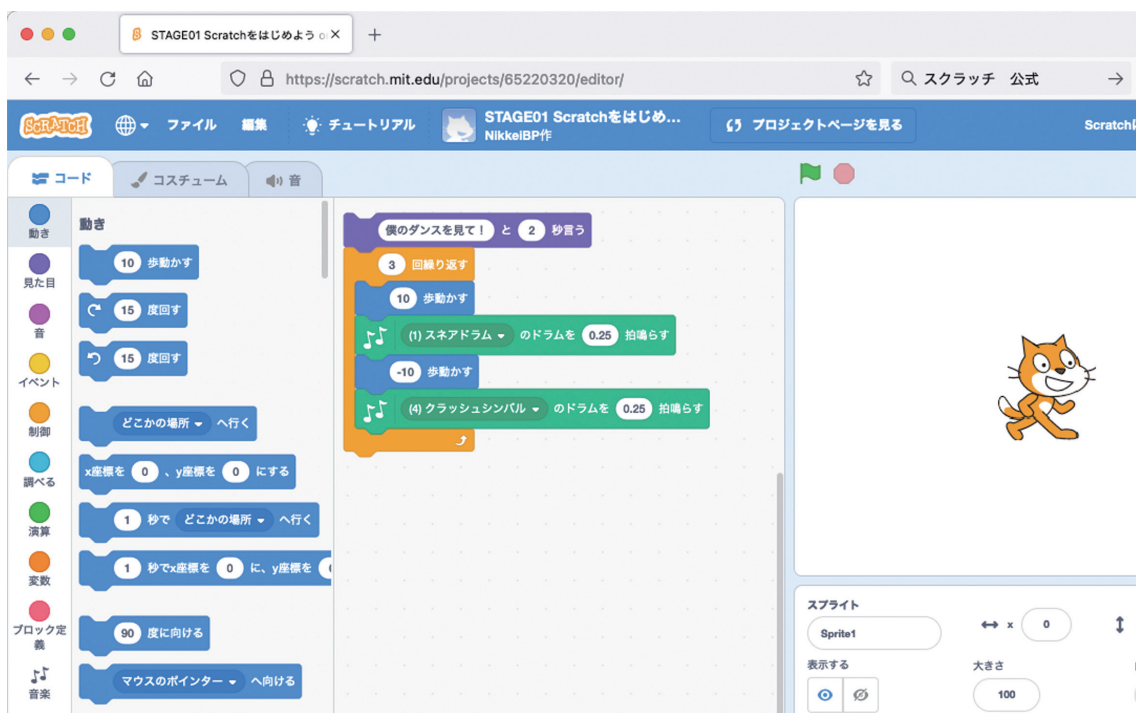 STAGE01 Scratchをはじめよう
https://scratch.mit.edu/projects/65220320/editor/
スクラッチ 公式
SCRATCH
ファイル
編集
チュートリアル
STAGE01 Scratchをはじめ...
NikkeiBP作
プロジェクトページを見る
Scratch
コード
コスチューム
音
動き
見た目
音
イベント
制御
調べる
演算
変数
ブロック定
義
音楽
動き
10 歩動かす
15 度回す
15 度回す
どこかの場所 へ行く
x座標を 0 、y座標を 0 にする
1 秒で どこかの場所 へ行く
1 秒でx座標を 0 に、y座標を
90 度に向ける
マウスのポインター へ向ける
僕のダンスを見て！ と 2 秒言う
3 回繰り返す
10 歩動かす
(1) スネアドラム のドラムを 0.25 拍鳴らす
-10 歩動かす
(4) クラッシュシンバル のドラムを 0.25 拍鳴らす
スプライト
Sprite1
x 0
表示する
大きさ
100